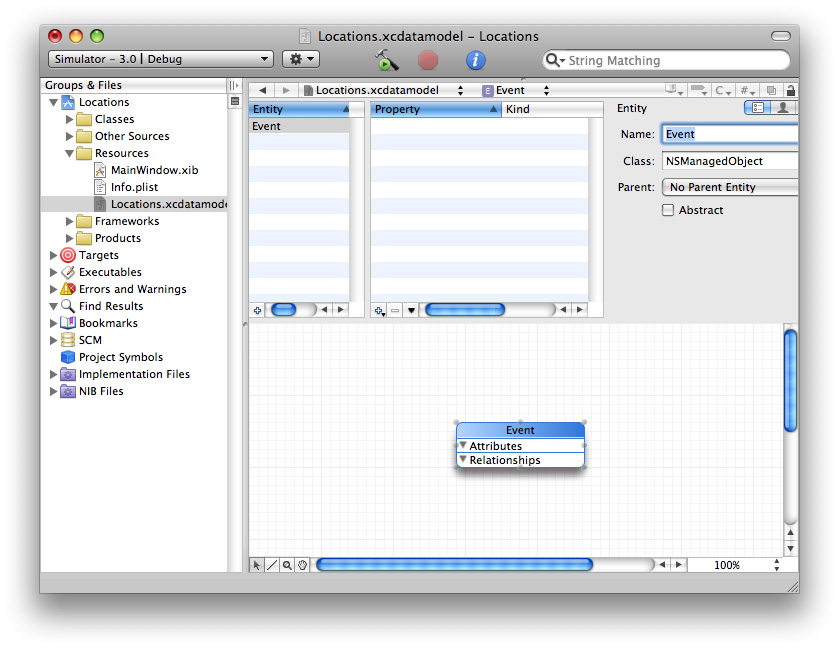 Locations.xcdatamodel – Locations
Simulator - 3.0 | Debug
String Matching
Groups & Files
Locations
Classes
Other Sources
Resources
MainWindow.xib
Info.plist
Locations.xcdatamode
Frameworks
Products
Targets
Executables
Errors and Warnings
Find Results
Bookmarks
SCM
Project Symbols
Implementation Files
NIB Files
Locations.xcdatamodel
E Event
C
#
Entity
Event
Property
Kind
Entity
Name: Event
Class: NSManagedObject
Parent: No Parent Entity
Abstract
Event
Attributes
Relationships
100%